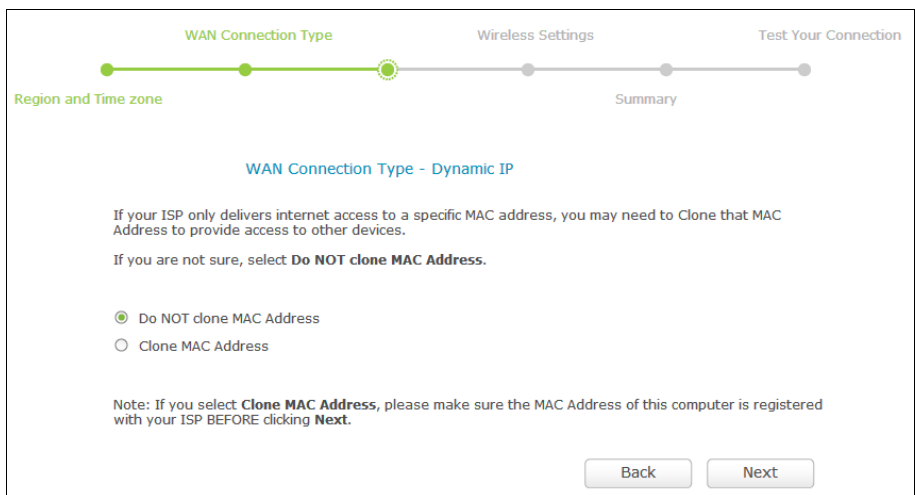 WAN Connection Type
Wireless Settings
Test Your Connection
Region and Time zone
Summary
WAN Connection Type - Dynamic IP
If your ISP only delivers internet access to a specific MAC address, you may need to Clone that MAC
Address to provide access to other devices.
If you are not sure, select Do NOT clone MAC Address.
Do NOT clone MAC Address
Clone MAC Address
Note: If you select Clone MAC Address, please make sure the MAC Address of this computer is registered
with your ISP BEFORE clicking Next.
Back
Next